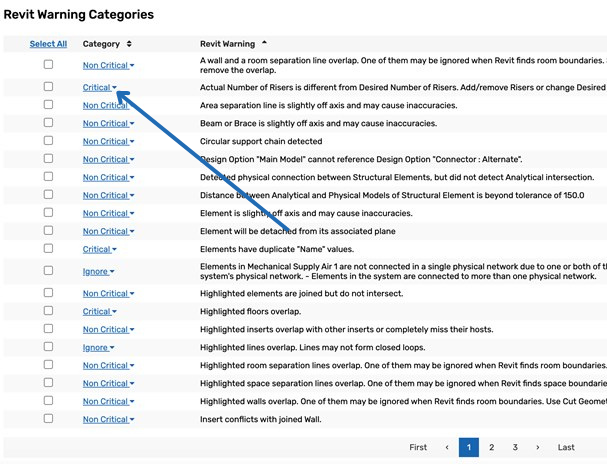 Revit Warning Categories
Select All Category Revit Warning
Non Critical A wall and a room separation line overlap. One of them may be ignored when Revit finds room boundaries.
remove the overlap.
Critical Actual Number of Risers is different from Desired Number of Risers. Add/remove Risers or change Desired
Non Critical Area separation line is slightly off axis and may cause inaccuracies.
Non Critical Beam or Brace is slightly off axis and may cause inaccuracies.
Non Critical Circular support chain detected
Non Critical Design Option "Main Model" cannot reference Design Option "Connector : Alternate".
Non Critical Detected physical connection between Structural Elements, but did not detect Analytical intersection.
Non Critical Distance between Analytical and Physical Models of Structural Element is beyond tolerance of 150.0
Non Critical Element is slightly off axis and may cause inaccuracies.
Non Critical Element will be detached from its associated plane
Critical Elements have duplicate "Name" values.
Ignore Elements in Mechanical Supply Air 1 are not connected in a single physical network due to one or both of
system's physical network. - Elements in the system are connected to more than one physical network.
Non Critical Highlighted elements are joined but do not intersect.
Critical Highlighted floors overlap.
Non Critical Highlighted inserts overlap with other inserts or completely miss their hosts.
Ignore Highlighted lines overlap. Lines may not form closed loops.
Non Critical Highlighted room separation lines overlap. One of them may be ignored when Revit finds room
Non Critical Highlighted space separation lines overlap. One of them may be ignored when Revit finds space
Non Critical Highlighted walls overlap. One of them may be ignored when Revit finds room boundaries. Use Cut
Non Critical Insert conflicts with joined Wall.
First ‹ 1 2 3 › Last